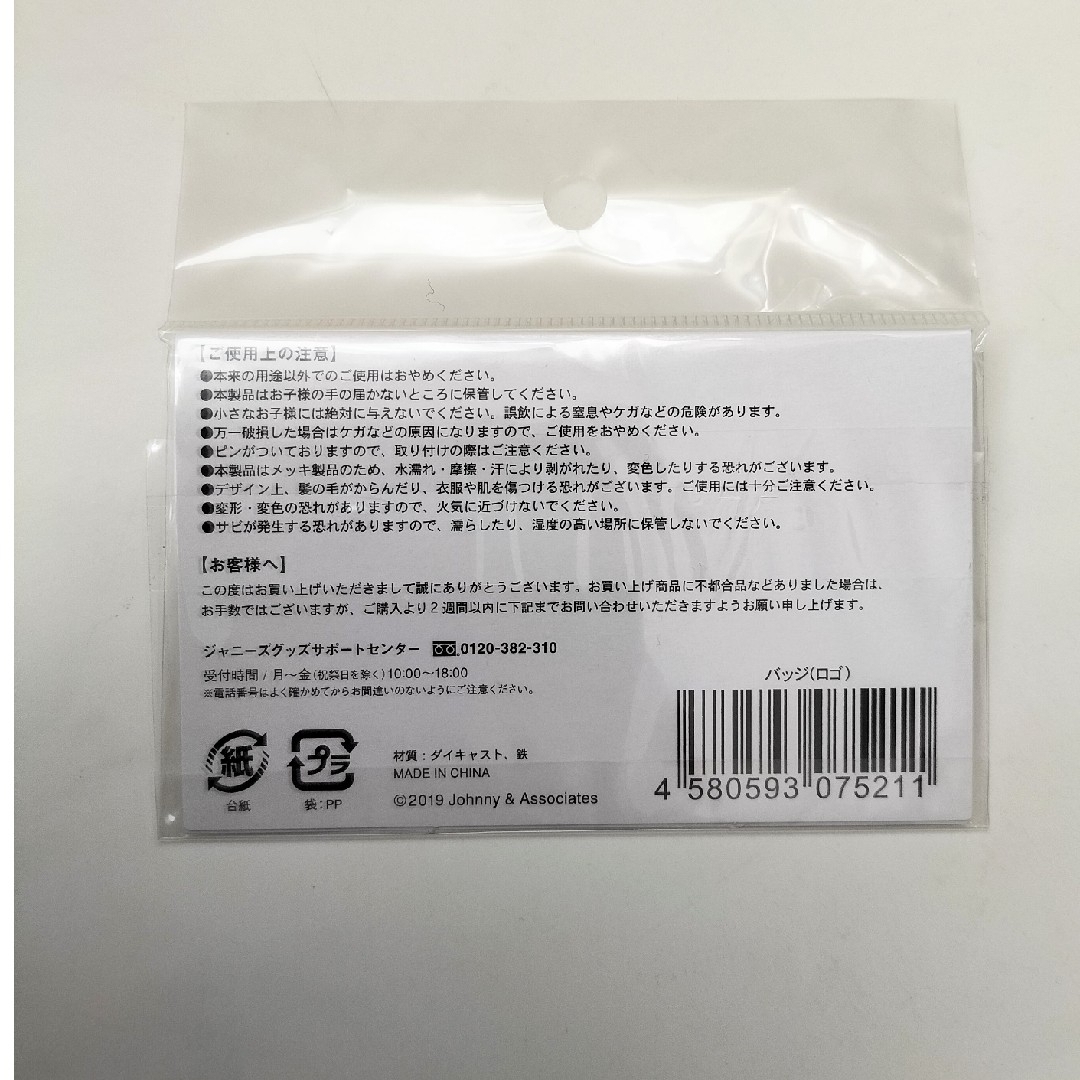 【ご使用上の注意】
●本来の用途以外でのご使用はおやめください。
●本製品はお子様の手の届かないところに保管してください。
●小さなお子様には絶対に与えないでください。誤飲による窒息やケガなどの危険があります。
●万一破損した場合はケガなどの原因になりますので、ご使用をおやめください。
●ピンがついておりますので、取り付けの際はご注意ください。
●本製品はメッキ製品のため、水濡れ・摩擦・汗により剥がれたり、変色したりする恐れがございます。
●デザイン上、髪の毛がからんだり、衣服や肌を傷つける恐れがございます。ご使用には十分ご注意ください。
●変形・変色の恐れがありますので、火気に近づけないでください。
●サビが発生する恐れがありますので、濡らしたり、湿度の高い場所に保管しないでください。
【お客様へ】
この度はお買い上げいただきまして誠にありがとうございます。お買い上げ商品に不都合品などありました場合は、
お手数ではございますが、ご購入より2週間以内に下記までお問い合わせいただきますようお願い申し上げます。
ジャニーズグッズサポートセンター 0120-382-310
受付時間 / 月〜金(祝祭日を除く)10:00〜18:00
※電話番号はよく確かめてからお間違いのないようにご注意ください。
バッジ(ロゴ)
4 580593 075211
紙
台紙
プラ
袋:PP
材質:ダイキャスト、鉄
MADE IN CHINA
©2019 Johnny & Associates